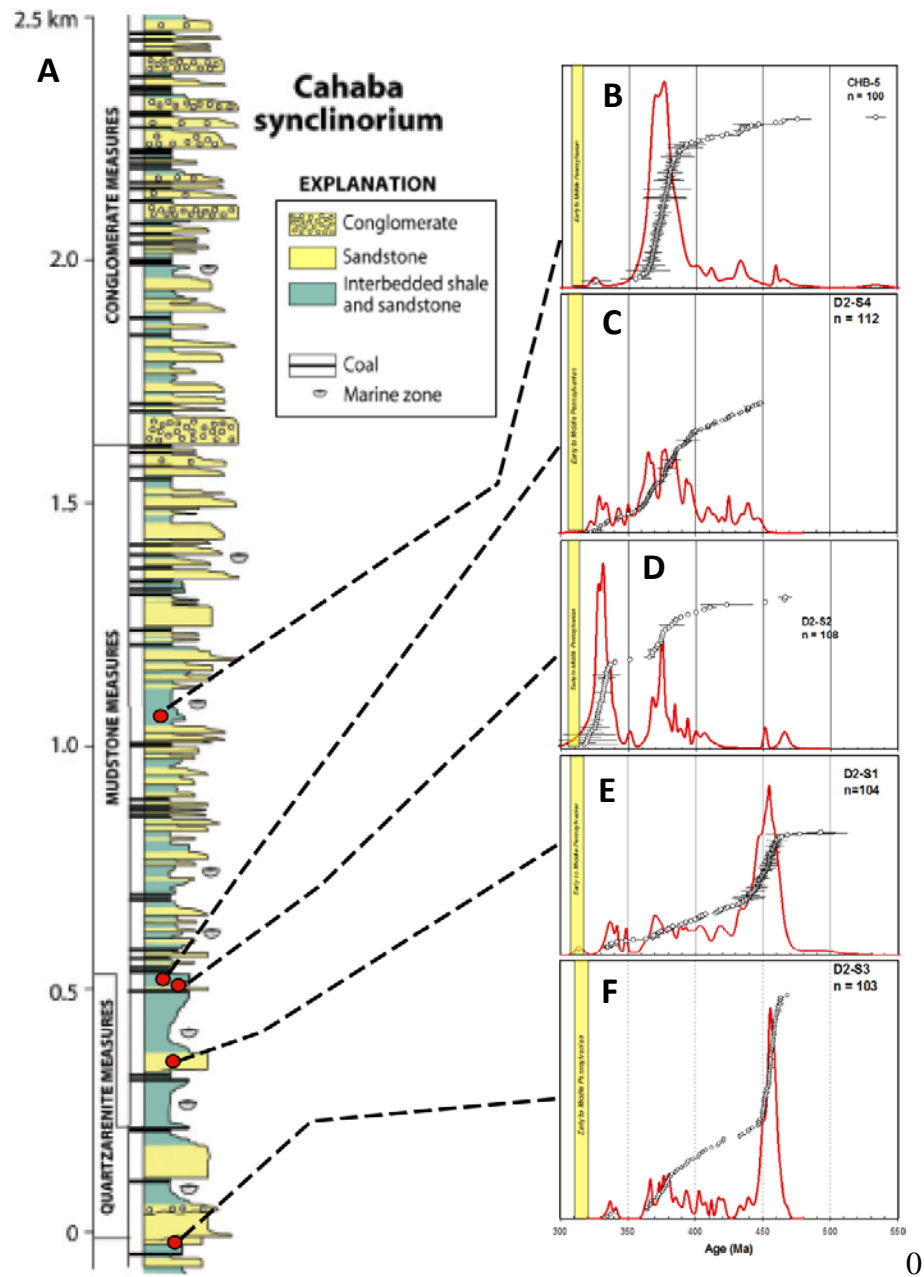 2.5 km
A
Cahaba
synclinorium
EXPLANATION
Conglomerate
Sandstone
Interbedded shale
and sandstone
Coal
Marine zone
CONGLOMERATE MEASURES
2.0
1.5
MUDSTONE MEASURES
1.0
0.5
QUARTZARENITE MEASURES
0
B
CHB-5
n = 100
Early to Middle Pennsylvanian
C
D2-S4
n = 112
Early to Middle Pennsylvanian
D
D2-S2
n = 108
Early to Middle Pennsylvanian
E
D2-S1
n=104
Early to Middle Pennsylvanian
F
D2-S3
n = 103
Early to Middle Pennsylvanian
300 350 400 450 500 550
Age (Ma)
0